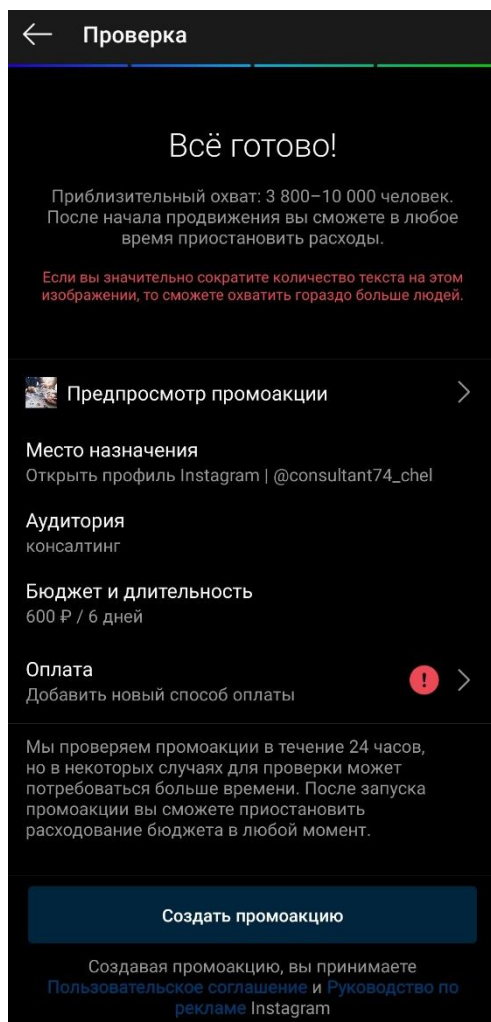 Проверка
Всё готово!
Приблизительный охват: 3 800–10 000 человек.
После начала продвижения вы сможете в любое
время приостановить расходы.
Если вы значительно сократите количество текста на этом
изображении, то сможете охватить гораздо больше людей.
Предпросмотр промоакции
Место назначения
Открыть профиль Instagram | @consultant74_chel
Аудитория
консалтинг
Бюджет и длительность
600 ₽ / 6 дней
Оплата
Добавить новый способ оплаты
Мы проверяем промоакции в течение 24 часов,
но в некоторых случаях для проверки может
потребоваться больше времени. После запуска
промоакции вы сможете приостановить
расходование бюджета в любой момент.
Создать промоакцию
Создавая промоакцию, вы принимаете
Пользовательское соглашение и Руководство по
рекламе Instagram